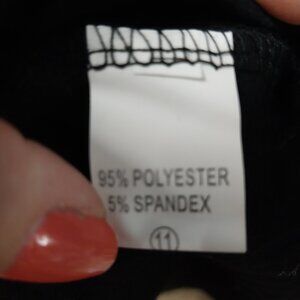 95% POLYESTER
5% SPANDEX
11